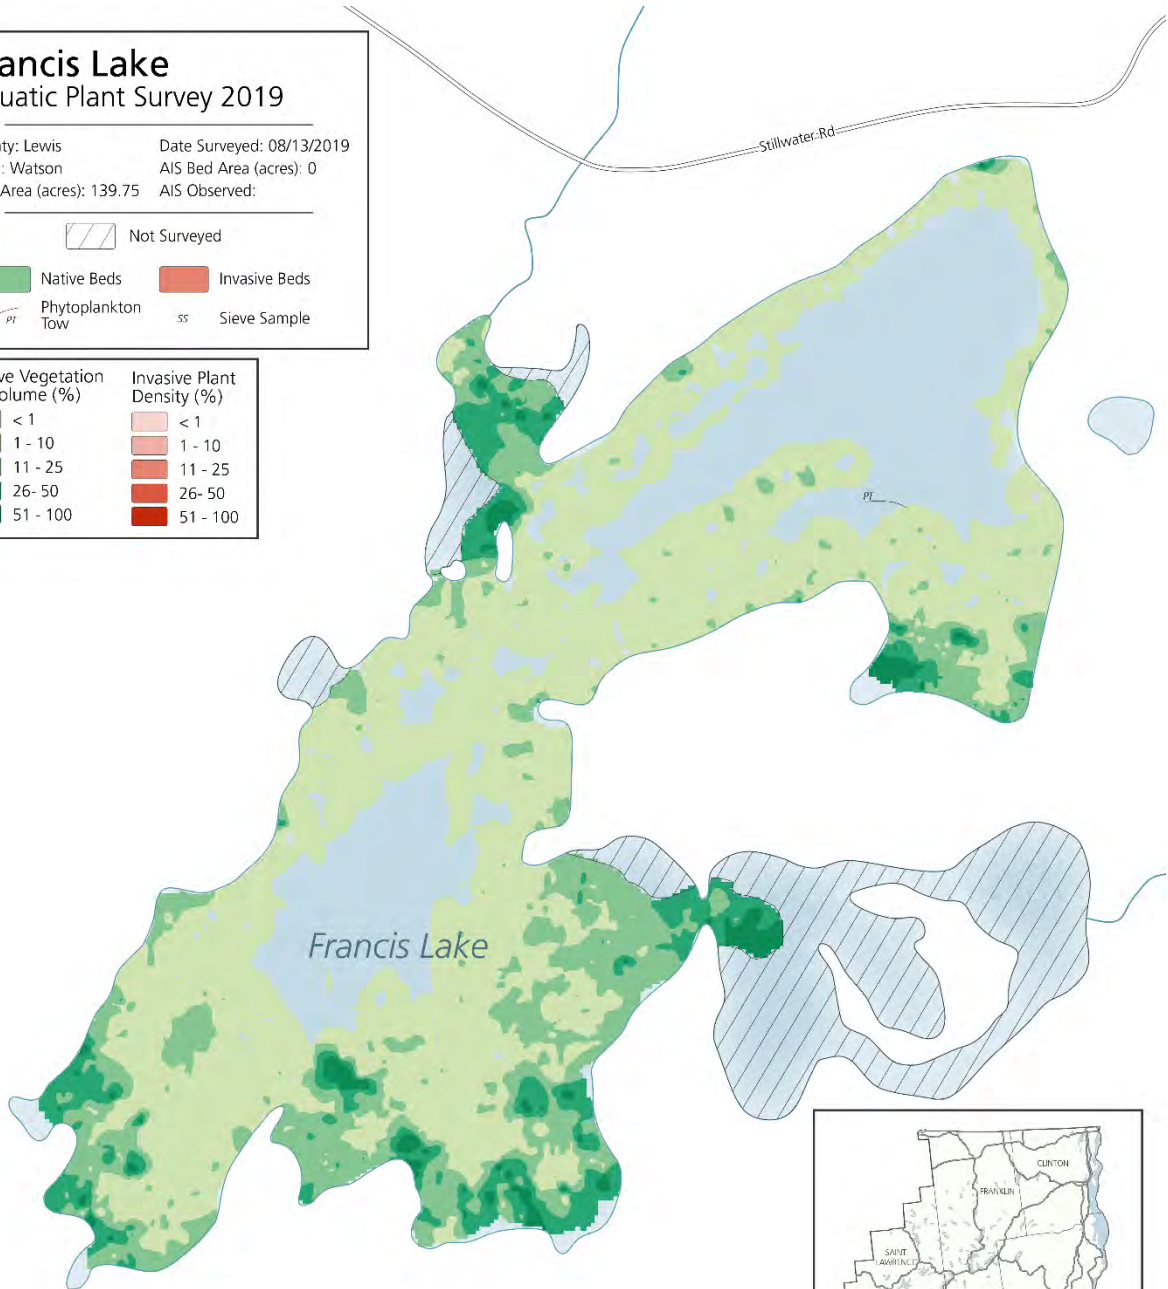 ancis Lake
uatic Plant Survey 2019
nty: Lewis
Date Surveyed: 08/13/2019
: Watson
AIS Bed Area (acres): 0
Area (acres): 139.75
AIS Observed:
Not Surveyed
Native Beds
Invasive Beds
PT
Phytoplankton
Tow
SS
Sieve Sample
ve Vegetation
olume (%)
< 1
1 - 10
11 - 25
26- 50
51 - 100
Invasive Plant
Density (%)
< 1
1 - 10
11 - 25
26- 50
51 - 100
Stillwater Rd
PT
Francis Lake
CLINTON
FRANKLIN
SAINT
LAWRENCE